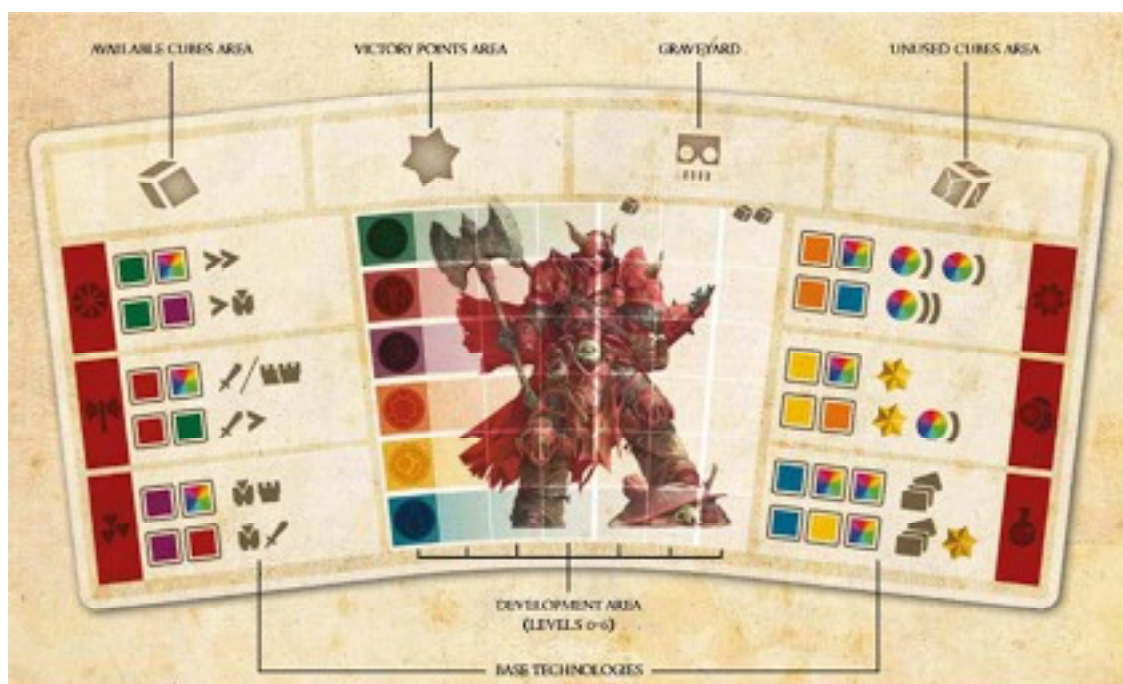 AVAILABLE CUBES AREA
VICTORY POINTS AREA
GRAVEYARD
UNUSED CUBES AREA
DEVELOPMENT AREA
(LEVELS 0-6)
BASE TECHNOLOGIES